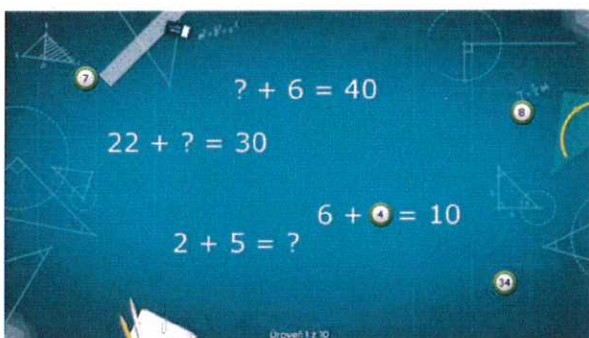 7
? + 6 = 40
8
22 + ? = 30
6 + 4 = 10
2 + 5 = ?
34
Úroveň 1 z 10